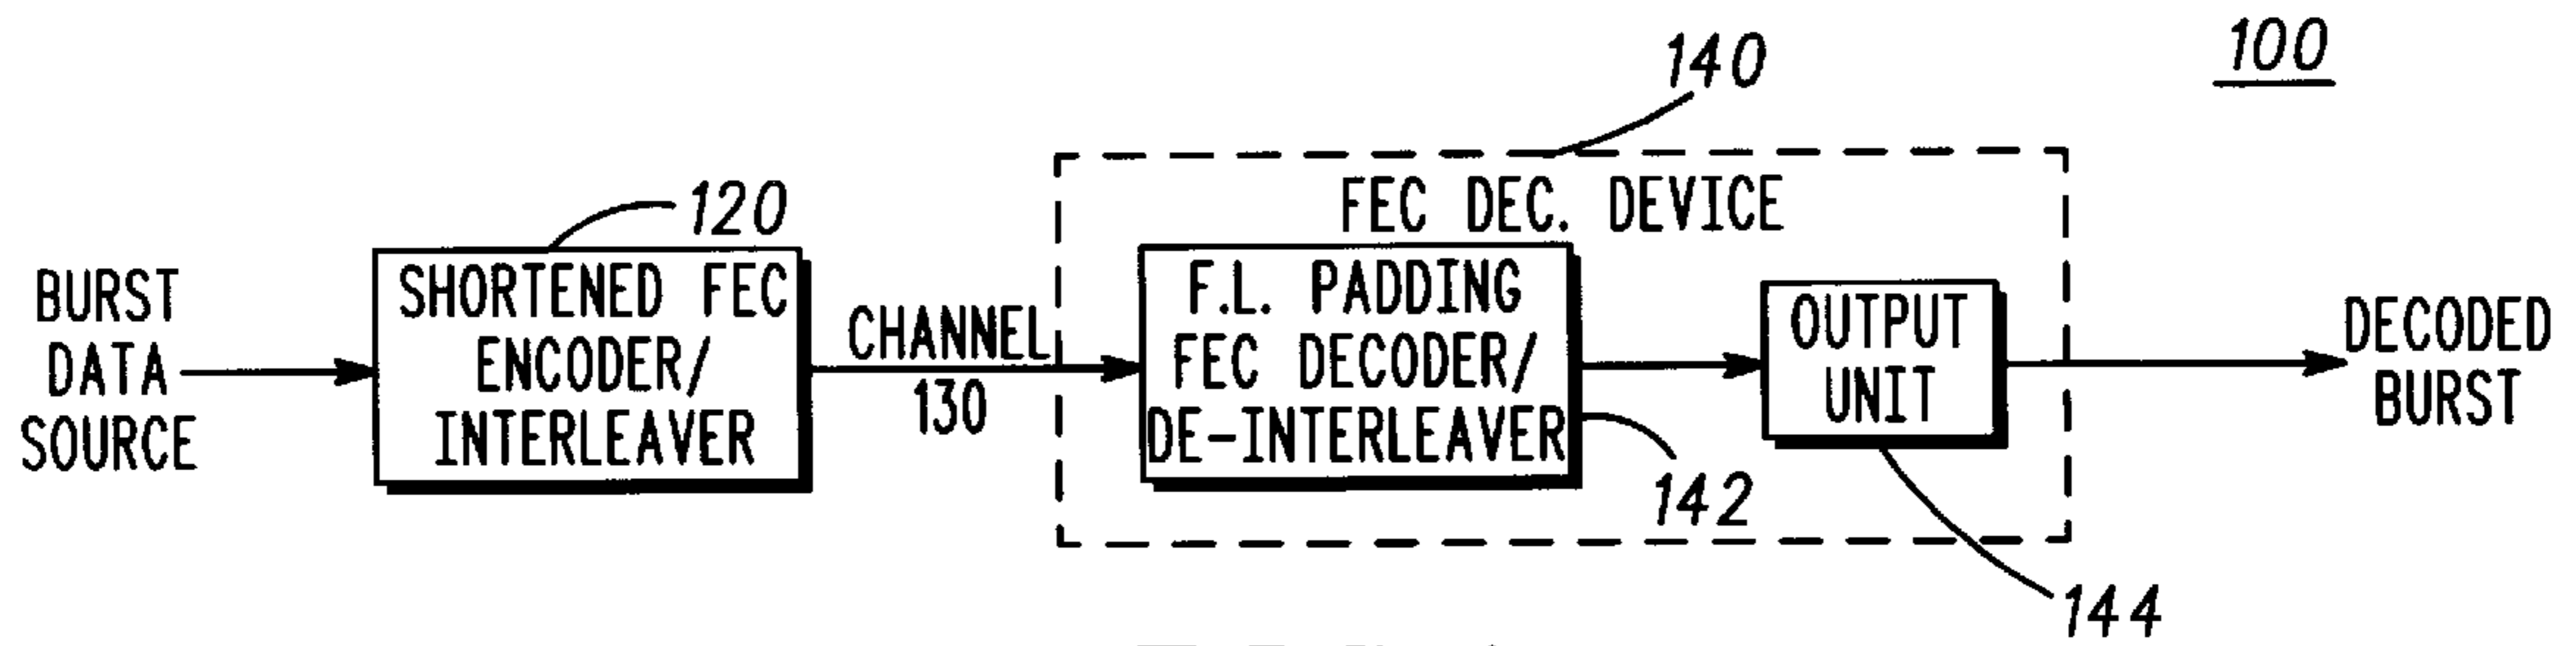 100
140
FEC DEC. DEVICE
120
BURST
DATA
SOURCE
SHORTENED FEC
ENCODER/
INTERLEAVER
CHANNEL
130
F.L. PADDING
FEC DECODER/
DE-INTERLEAVER
142
OUTPUT
UNIT
144
DECODED
BURST